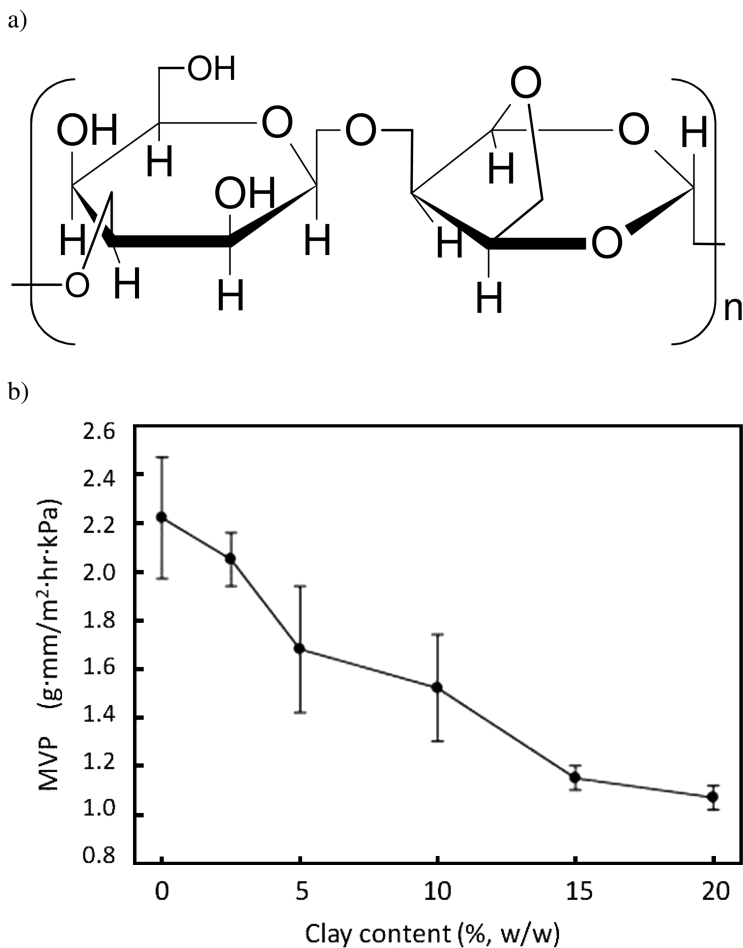 a)
OH
OH
O
O
O
O
H
H
OH
H
H
H
H
O
O
H
H
H
n
b)
2.6
2.4
2.2
2.0
1.8
1.6
1.4
1.2
1.0
0.8
MVP (g·mm/m²·hr·kPa)
0 5 10 15 20
Clay content (%, w/w)